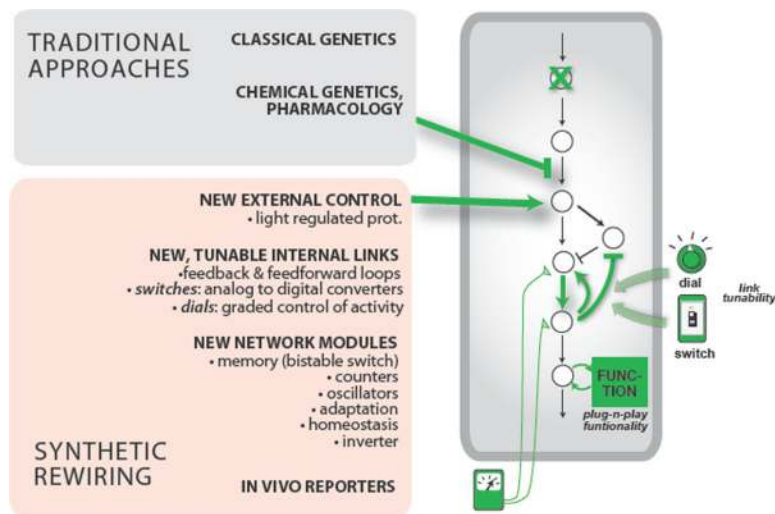 TRADITIONAL
APPROACHES
CLASSICAL GENETICS
CHEMICAL GENETICS,
PHARMACOLOGY
NEW EXTERNAL CONTROL
• light regulated prot.
NEW, TUNABLE INTERNAL LINKS
•feedback & feedforward loops
• switches: analog to digital converters
• dials: graded control of activity
NEW NETWORK MODULES
• memory (bistable switch)
• counters
• oscillators
• adaptation
• homeostasis
• inverter
SYNTHETIC
REWIRING
IN VIVO REPORTERS
dial
link
tunability
switch
FUNC-
TION
plug-n-play
funtionality